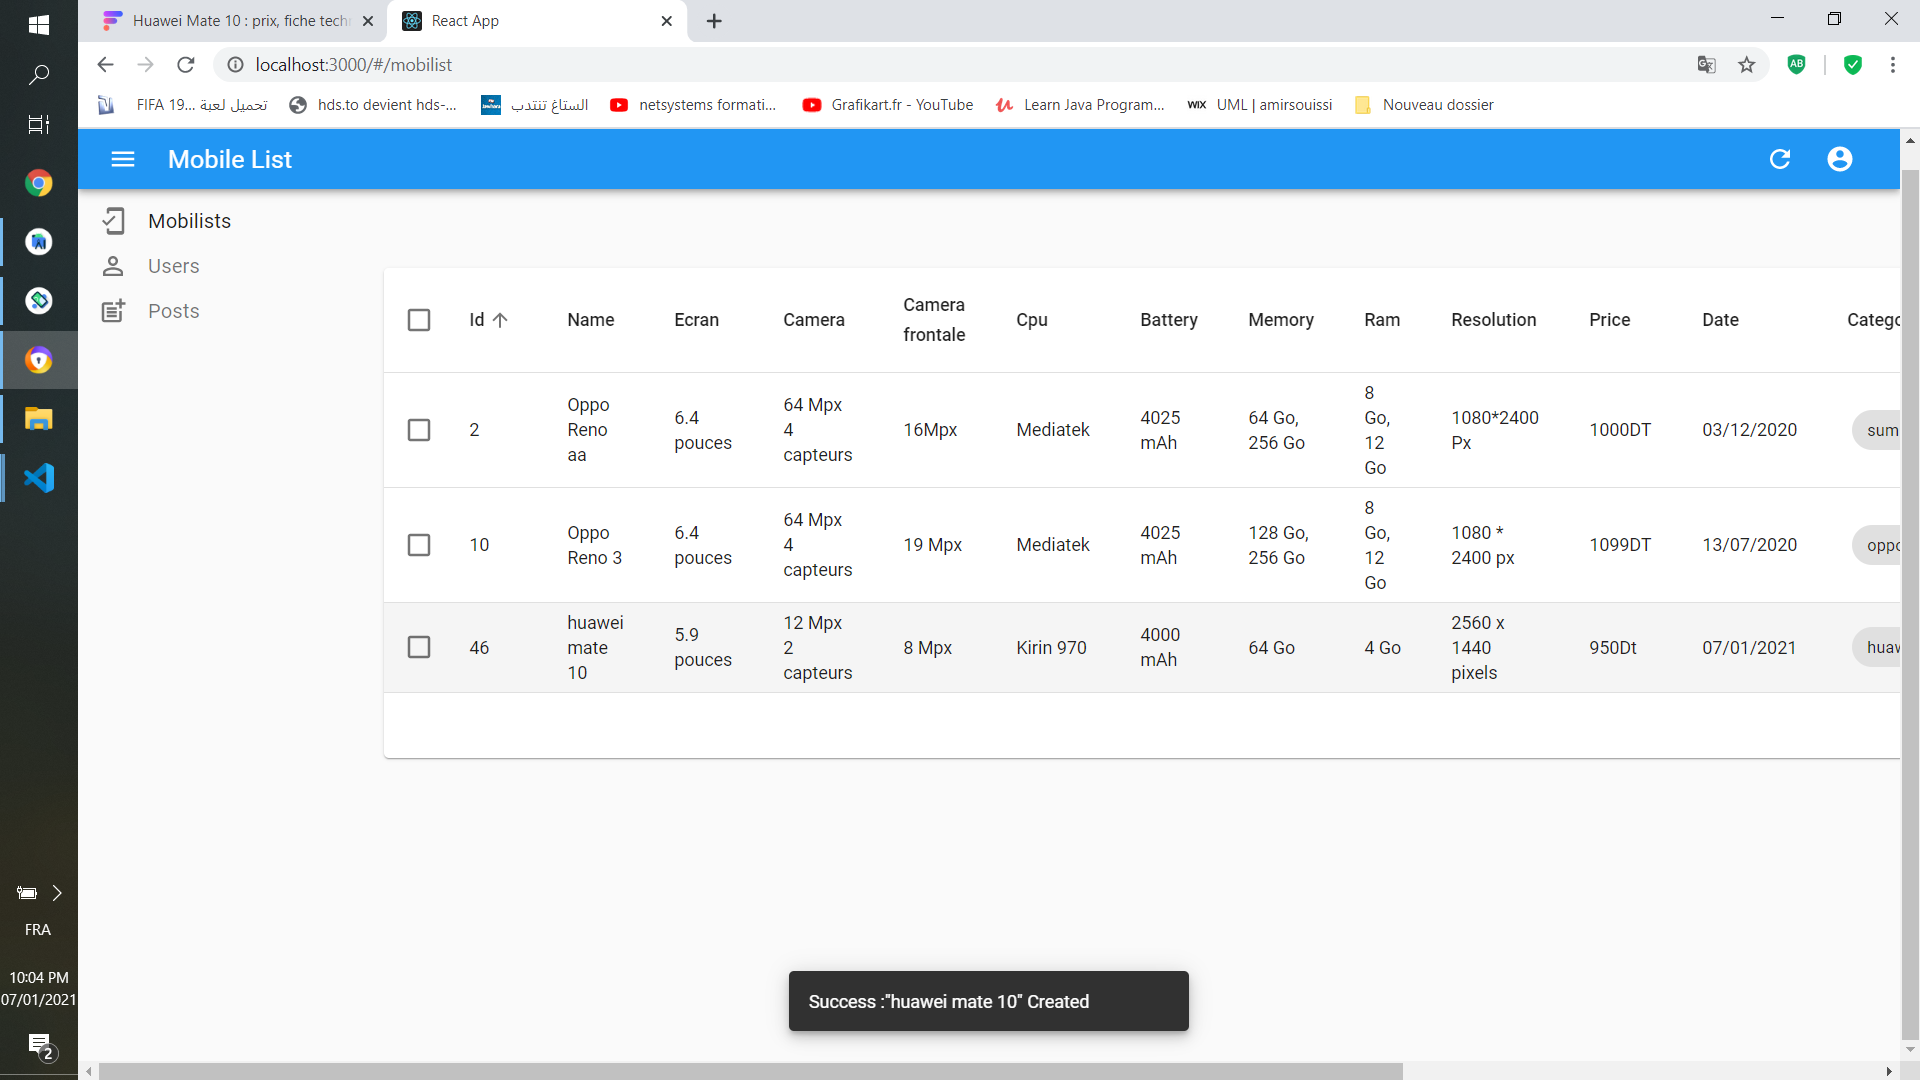 Huawei Mate 10 : prix, fiche tech
React App
localhost:3000/#/mobilist
FIFA 19... تحميل لعبة
hds.to devient hds-...
الستاغ تنتدب
netsystems formati...
Grafikart.fr - YouTube
Learn Java Program...
WIX
UML | amirsouissi
Nouveau dossier
Mobile List
Mobilists
Users
Posts
Id
Name
Ecran
Camera
Camera
frontale
Cpu
Battery
Memory
Ram
Resolution
Price
Date
Catego
2
Oppo
Reno
aa
6.4
pouces
64 Mpx
4
capteurs
16Mpx
Mediatek
4025
mAh
64 Go,
256 Go
8
Go,
12
Go
1080*2400
Px
1000DT
03/12/2020
sum
10
Oppo
Reno 3
6.4
pouces
64 Mpx
4
capteurs
19 Mpx
Mediatek
4025
mAh
128 Go,
256 Go
8
Go,
12
Go
1080 *
2400 px
1099DT
13/07/2020
oppo
46
huawei
mate
10
5.9
pouces
12 Mpx
2
capteurs
8 Mpx
Kirin 970
4000
mAh
64 Go
4 Go
2560 x
1440
pixels
950Dt
07/01/2021
huaw
Success :"huawei mate 10" Created
FRA
10:04 PM
07/01/2021
2